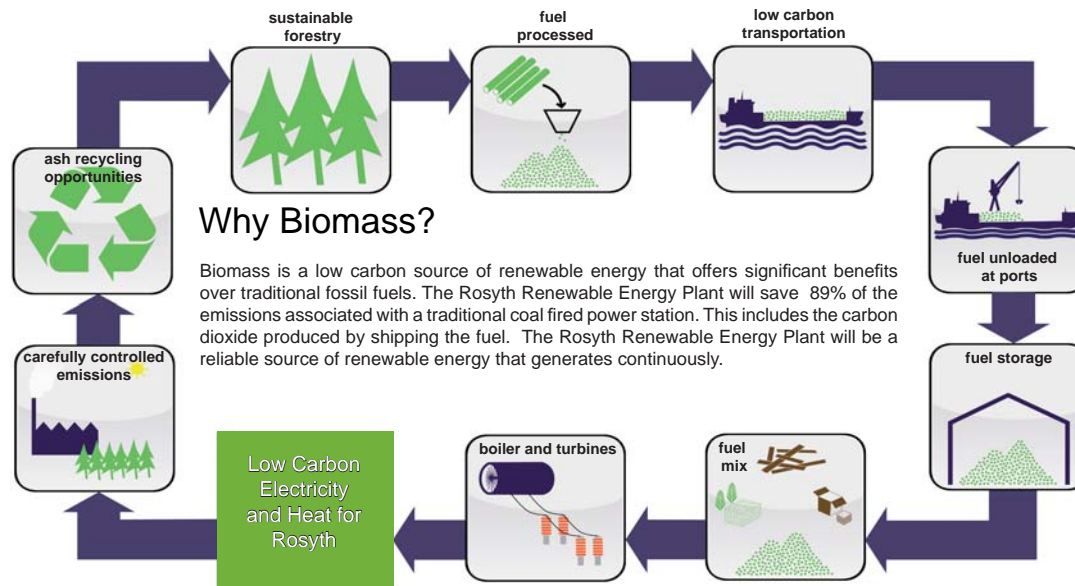 sustainable
forestry
fuel
processed
low carbon
transportation
ash recycling
opportunities
fuel unloaded
at ports
Why Biomass?
Biomass is a low carbon source of renewable energy that offers significant benefits
over traditional fossil fuels. The Rosyth Renewable Energy Plant will save 89% of the
emissions associated with a traditional coal fired power station. This includes the carbon
dioxide produced by shipping the fuel. The Rosyth Renewable Energy Plant will be a
reliable source of renewable energy that generates continuously.
carefully controlled
emissions
fuel storage
Low Carbon
Electricity
and Heat for
Rosyth
boiler and turbines
fuel
mix